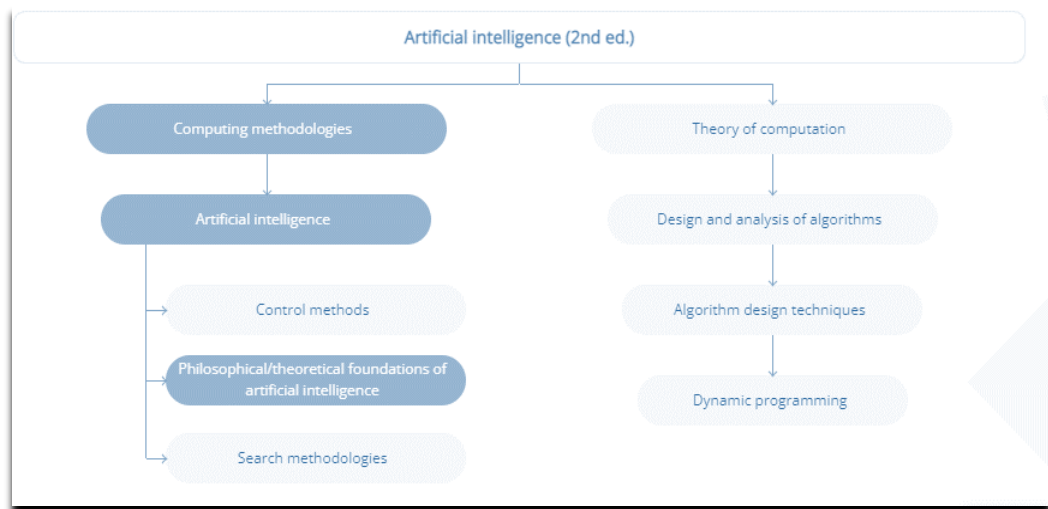 Artificial intelligence (2nd ed.)
Computing methodologies
Theory of computation
Artificial intelligence
Design and analysis of algorithms
Control methods
Algorithm design techniques
Philosophical/theoretical foundations of
artificial intelligence
Dynamic programming
Search methodologies